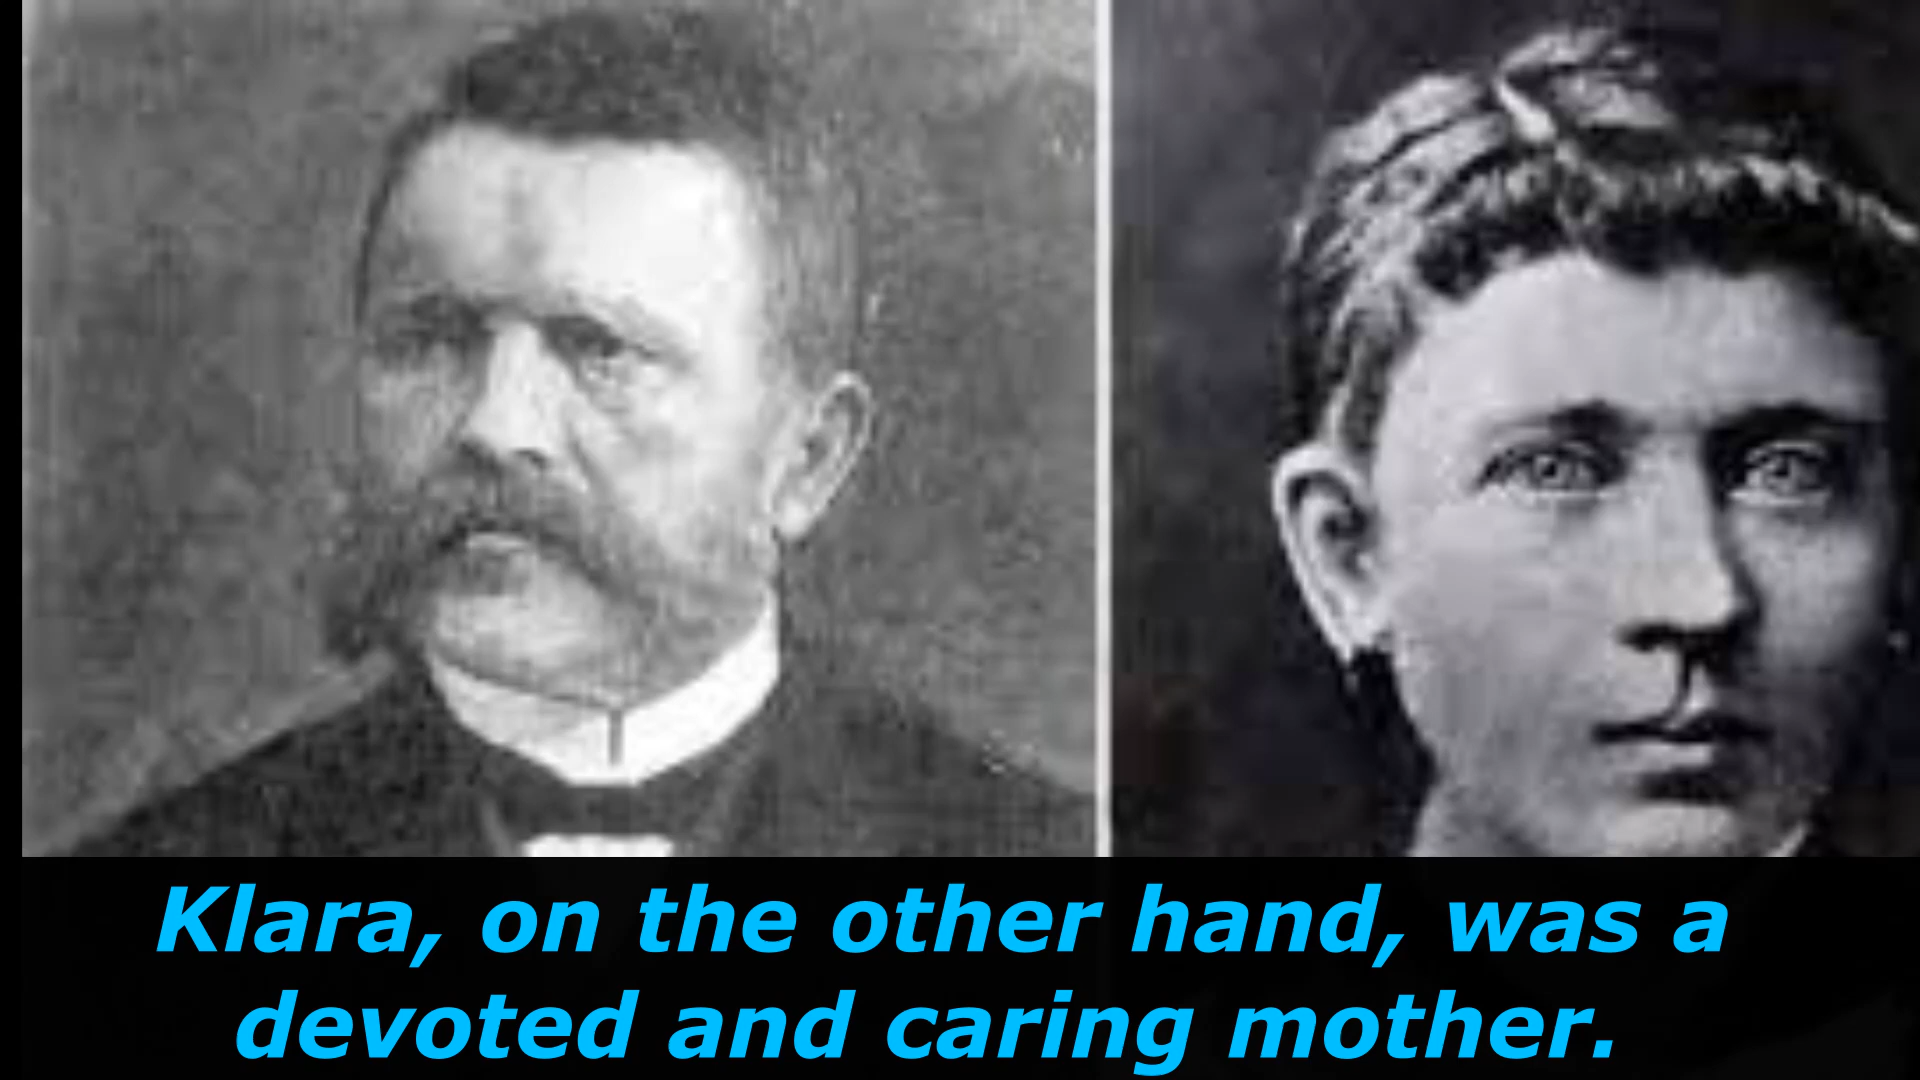 Klara, on the other hand, was a
devoted and caring mother.